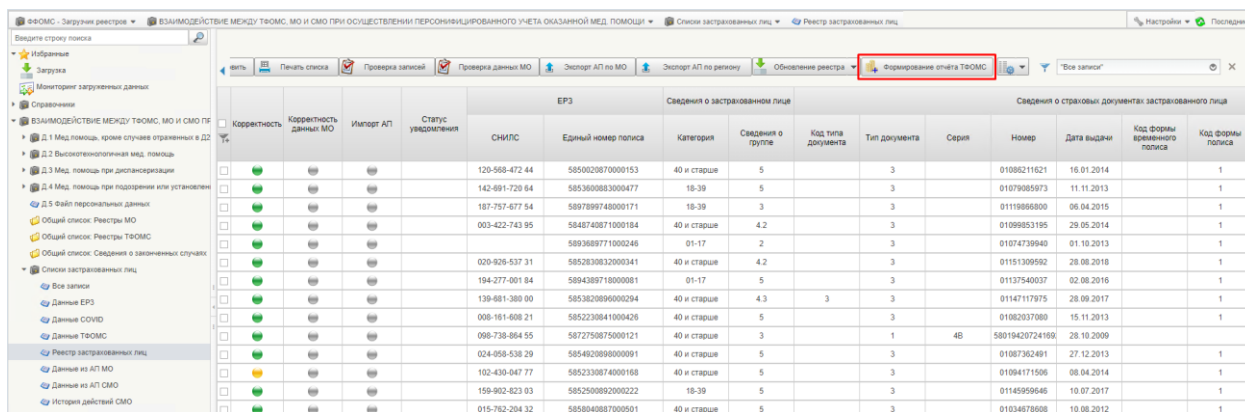 ФФОМС - Загрузчик реестров ВЗАИМОДЕЙСТВИЕ МЕЖДУ ТФОМС, МО И СМО ПРИ ОСУЩЕСТВЛЕНИИ ПЕРСОНИФИЦИРОВАННОГО УЧЕТА ОКАЗАННОЙ МЕД. ПОМОЩИ Списки застрахованных лиц Реестр застрахованных лиц Настройки Последни
Введите строку поиска
Избранные
Загрузка
Мониторинг загруженных данных
Справочники
ВЗАИМОДЕЙСТВИЕ МЕЖДУ ТФОМС, МО И СМО ПР
Д.1 Мед.помощь, кроме случаев отраженных в Д2
Д.2 Высокотехнологичная мед. помощь
Д.3 Мед. помощь при диспансеризации
Д.4 Мед. помощь при подозрении или установлен
Д.5 Файл персональных данных
Общий список: Реестры МО
Общий список: Реестры ТФОМС
Общий список: Сведения о законченных случаях
Списки застрахованных лиц
Все записи
Данные ЕРЗ
Данные COVID
Данные ТФОМС
Реестр застрахованных лиц
Данные из АП МО
Данные из АП СМО
История действий СМО
вить Печать списка Проверка записей Проверка данных МО Экспорт АП по МО Экспорт АП по региону Обновление реестра Формирование отчёта ТФОМС "Все записи"
ЕРЗ Сведения о застрахованном лице Сведения о страховых документах застрахованного лица
Корректность Корректность данных МО Импорт АП Статус уведомления СНИЛС Единый номер полиса Категория Сведения о группе Код типа документа Тип документа Серия Номер Дата выдачи Код формы временного полиса Код формы полиса
120-568-472 44 5850020870000153 40 и старше 5 3 01086211621 16.01.2014 1
142-691-720 64 5853600883000477 18-39 5 3 01079085973 11.11.2013 1
187-757-677 54 5897899748000171 18-39 3 3 01119866800 06.04.2015 1
003-422-743 95 5848740871000184 40 и старше 4.2 3 01099853195 29.05.2014 1
5893689771000246 01-17 2 3 01074739940 01.10.2013 1
020-926-537 31 5852830832000341 40 и старше 4.2 3 01151309592 28.08.2018 1
194-277-001 84 5894389718000081 01-17 5 3 01137540037 02.08.2016 1
139-681-380 00 5853820896000294 40 и старше 4.3 3 3 01147117975 28.09.2017 1
008-161-608 21 5852230841000426 40 и старше 5 3 01082037080 15.11.2013 1
098-738-864 55 5872750875000121 40 и старше 3 1 4В 580194207241692 28.10.2009
024-058-538 29 5854920898000091 40 и старше 5 3 01087362491 27.12.2013 1
102-430-047 77 5852330874000168 40 и старше 5 3 01094171506 08.04.2014 1
159-902-823 03 5852500892000222 18-39 5 3 01145959646 10.07.2017 1
015-762-204 32 5858040887000501 40 и старше 5 3 01034678608 10.08.2012 1